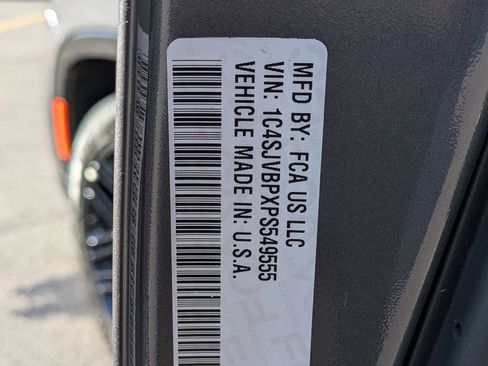 MFD BY: FCA US LLC
VIN: 1C4SJVBPXPS549555
VEHICLE MADE IN: U.S.A.